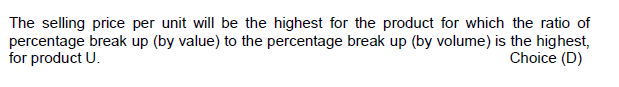 The selling price per unit will be the highest for the product for which the ratio of
percentage break up (by value) to the percentage break up (by volume) is the highest,
for product U. Choice (D)